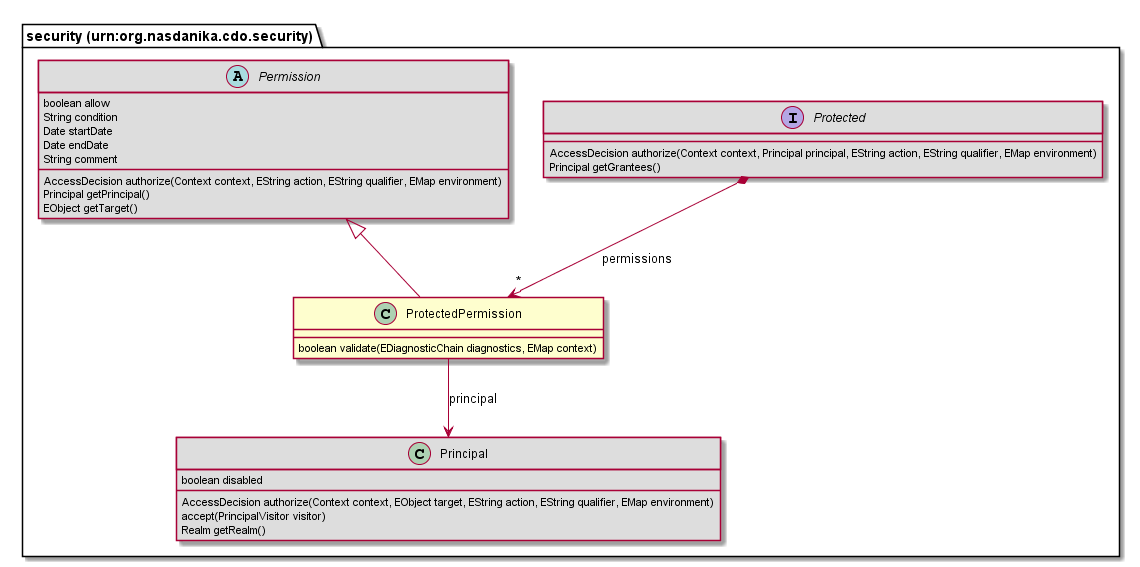 security (urn:org.nasdanika.cdo.security)
A Permission
boolean allow
String condition
Date startDate
Date endDate
String comment
AccessDecision authorize(Context context, EString action, EString qualifier, EMap environment)
Principal getPrincipal()
EObject getTarget()
I Protected
AccessDecision authorize(Context context, Principal principal, EString action, EString qualifier, EMap environment)
Principal getGrantees()
permissions
*
C ProtectedPermission
boolean validate(EDiagnosticChain diagnostics, EMap context)
principal
C Principal
boolean disabled
AccessDecision authorize(Context context, EObject target, EString action, EString qualifier, EMap environment)
accept(PrincipalVisitor visitor)
Realm getRealm()